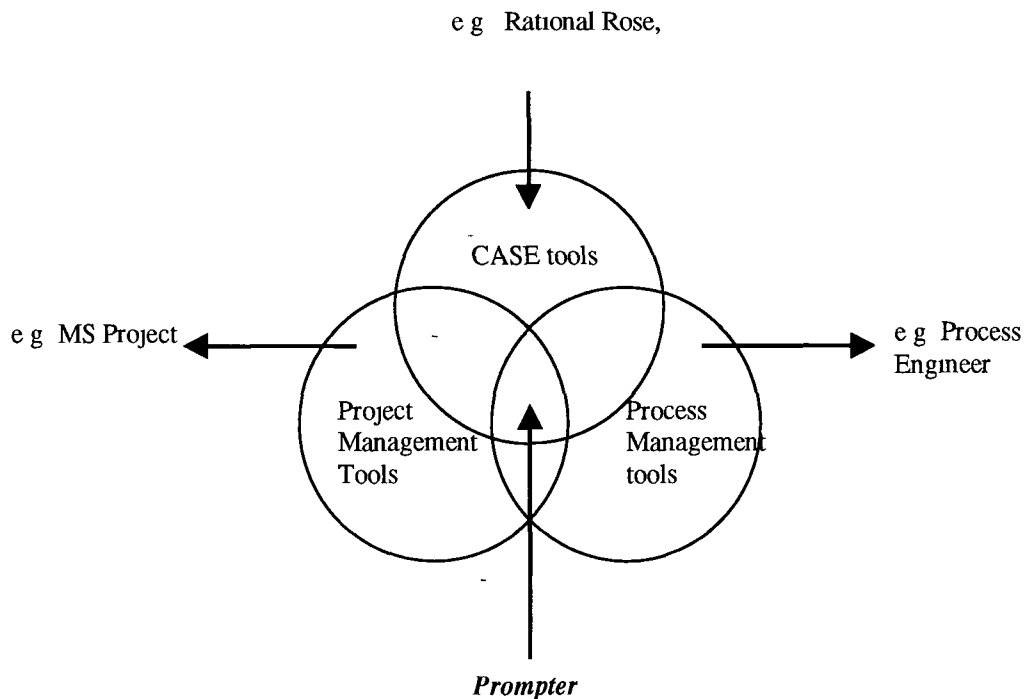 e g Rational Rose,
CASE tools
e g MS Project
e g Process
Engineer
Project
Management
Tools
Process
Management
tools
Prompter